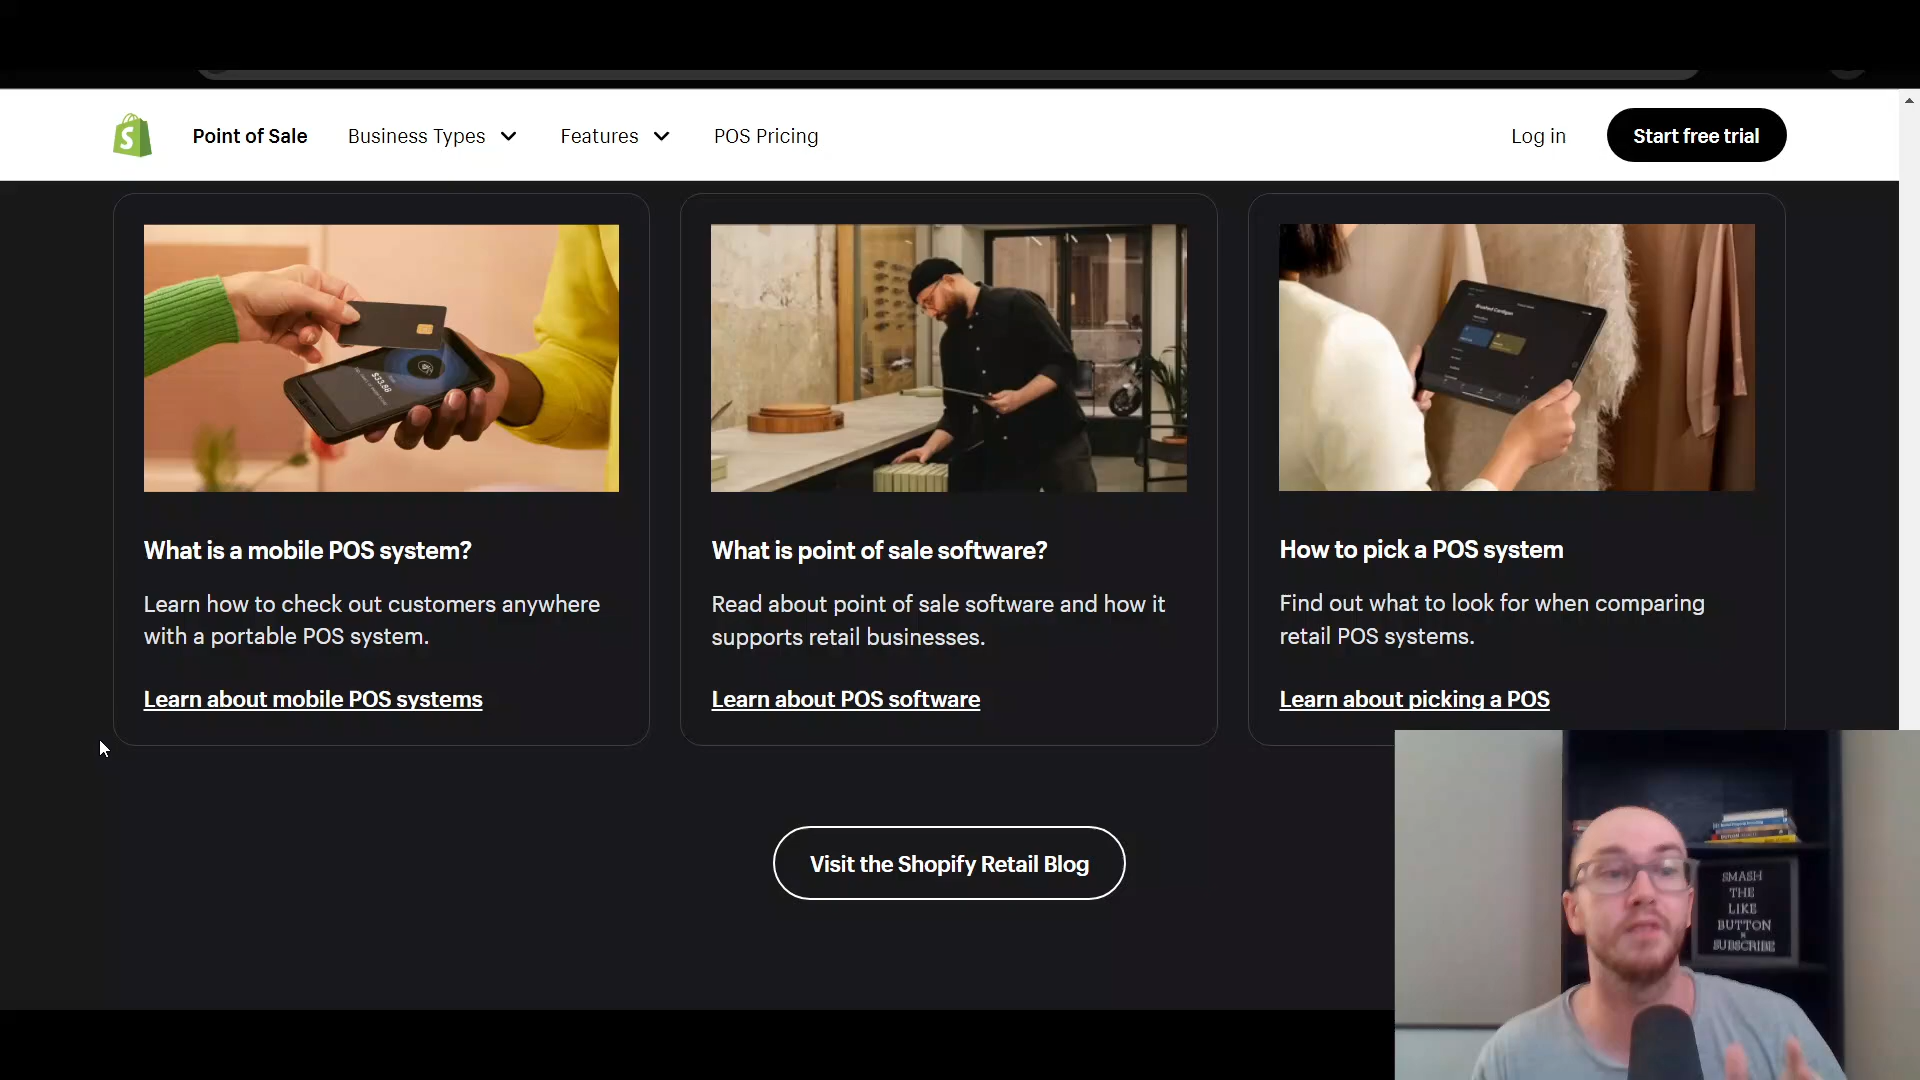 Point of Sale
Business Types
Features
POS Pricing
Log in
Start free trial
$33.86
Brushed Cardigan
What is a mobile POS system?
Learn how to check out customers anywhere
with a portable POS system.
Learn about mobile POS systems
What is point of sale software?
Read about point of sale software and how it
supports retail businesses.
Learn about POS software
How to pick a POS system
Find out what to look for when comparing
retail POS systems.
Learn about picking a POS
Visit the Shopify Retail Blog
SMASH
THE
LIKE
BUTTON
SUBSCRIBE